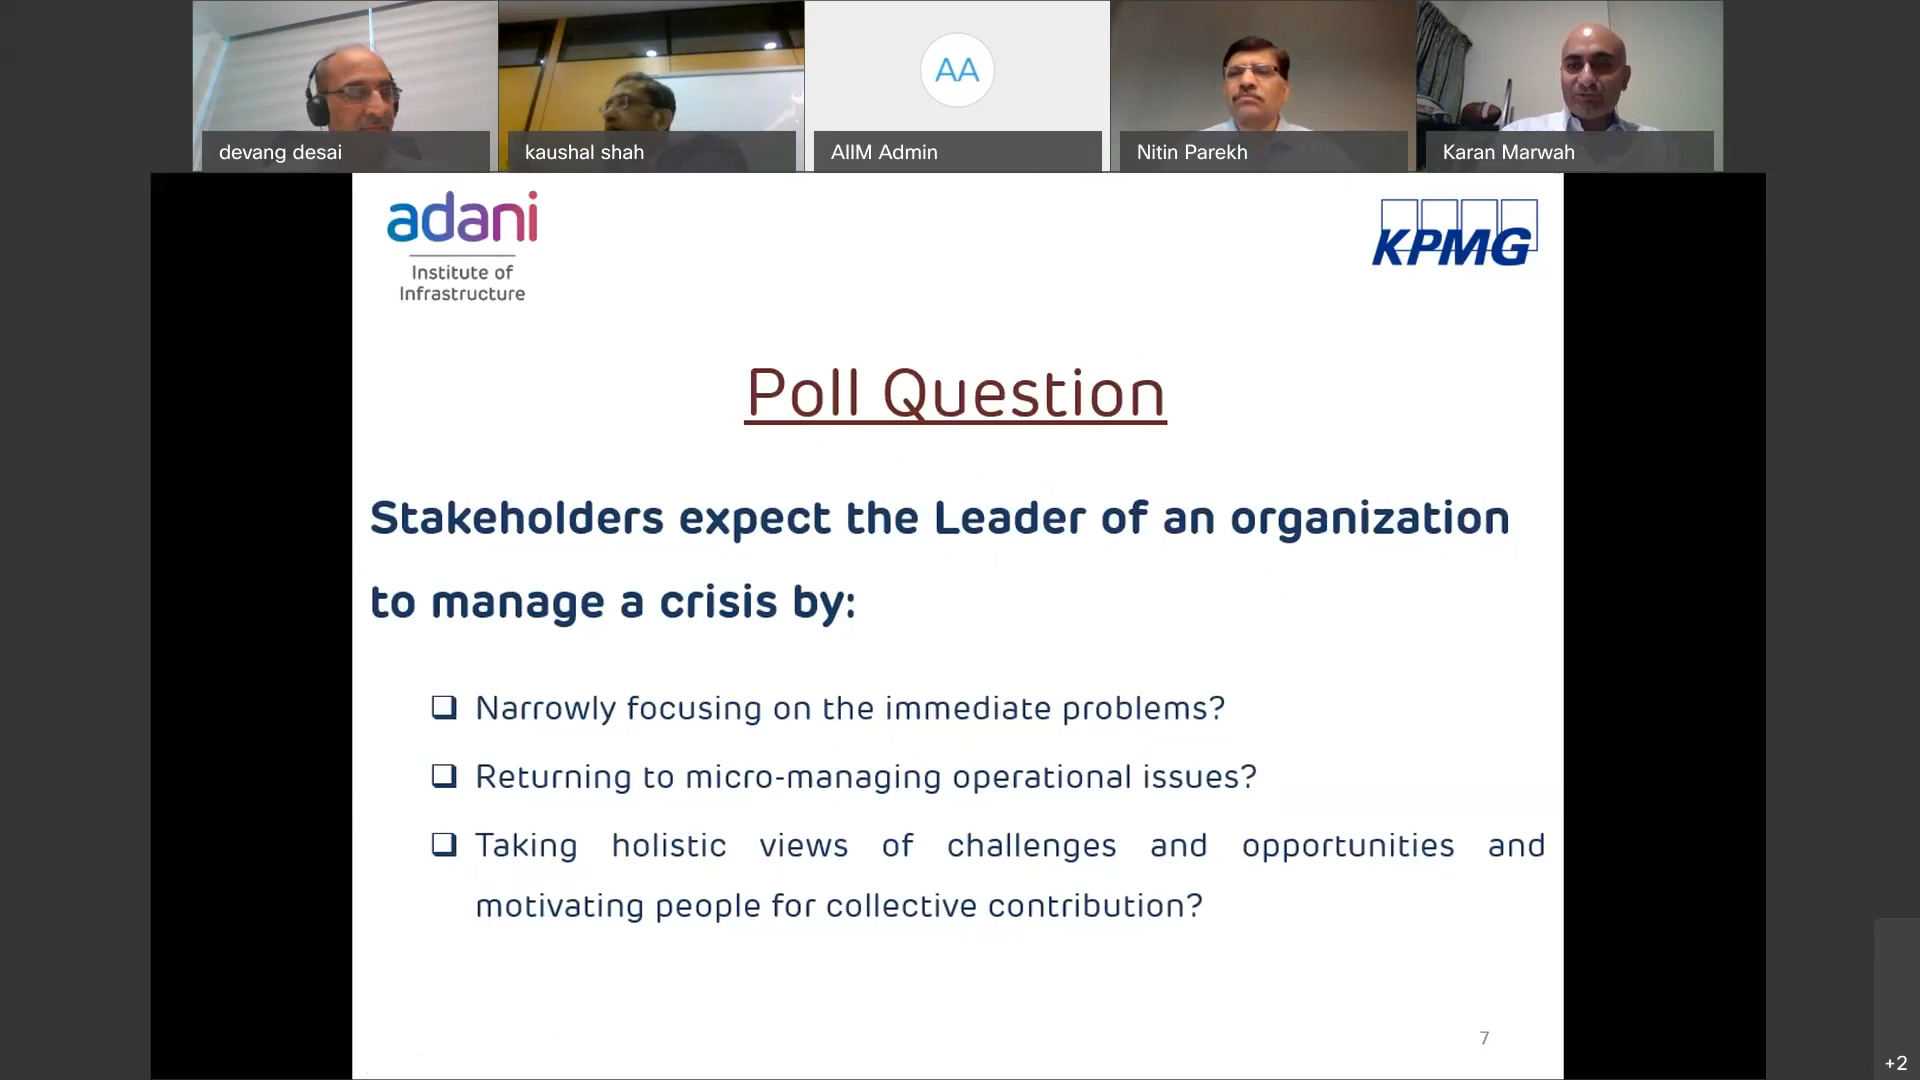 AA
devang desai
kaushal shah
AIIM Admin
Nitin Parekh
Karan Marwah
adani
Institute of
Infrastructure
KPMG
Poll Question
Stakeholders expect the Leader of an organization
to manage a crisis by:
❑ Narrowly focusing on the immediate problems?
❑ Returning to micro-managing operational issues?
❑ Taking holistic views of challenges and opportunities and
motivating people for collective contribution?
7
+2